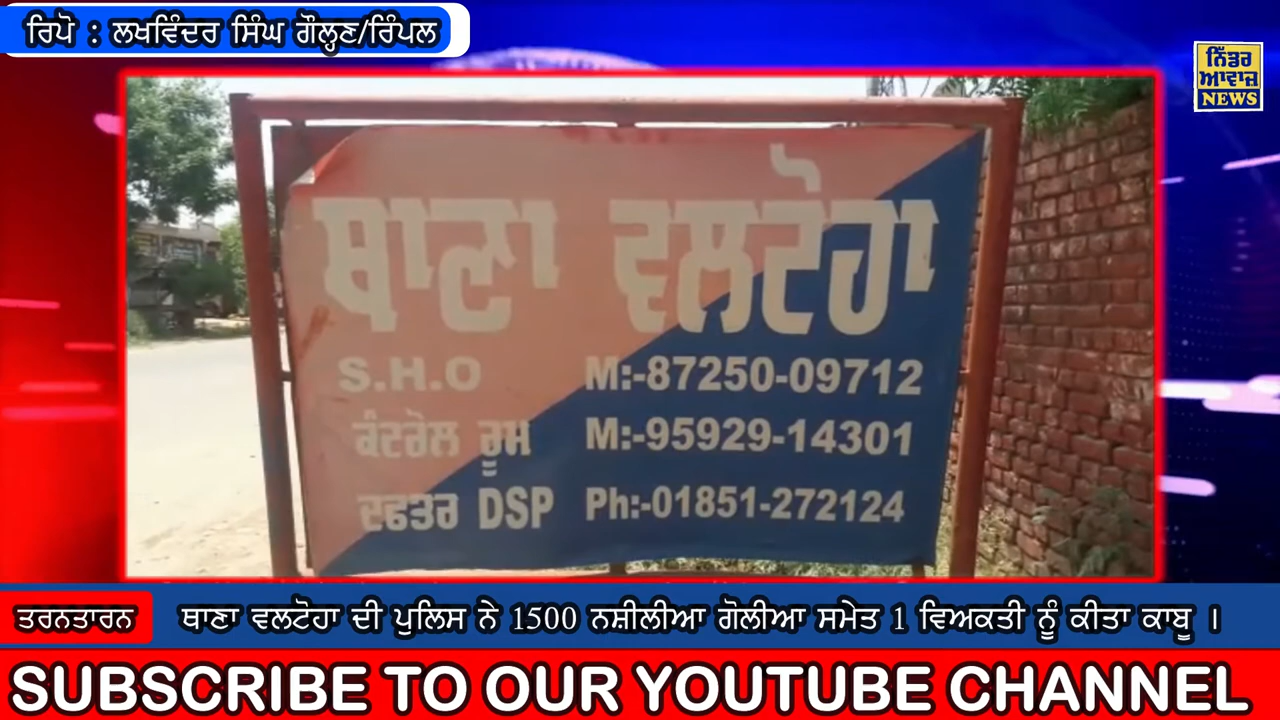 ਰਿਪੋ : ਲਖਵਿੰਦਰ ਸਿੰਘ ਗੌਲ੍ਹਣ/ਰਿੰਪਲ
ਨਿੱਡਰ
ਆਵਾਜ਼
NEWS
ਥਾਣਾ ਵਲਟੋਹਾ
S.H.O M:-87250-09712
ਕੰਟਰੋਲ ਰੂਮ M:-95929-14301
ਦਫਤਰ DSP Ph:-01851-272124
ਤਰਨਤਾਰਨ ਥਾਣਾ ਵਲਟੋਹਾ ਦੀ ਪੁਲਿਸ ਨੇ 1500 ਨਸ਼ੀਲੀਆ ਗੋਲੀਆ ਸਮੇਤ 1 ਵਿਅਕਤੀ ਨੂੰ ਕੀਤਾ ਕਾਬੂ ।
SUBSCRIBE TO OUR YOUTUBE CHANNEL